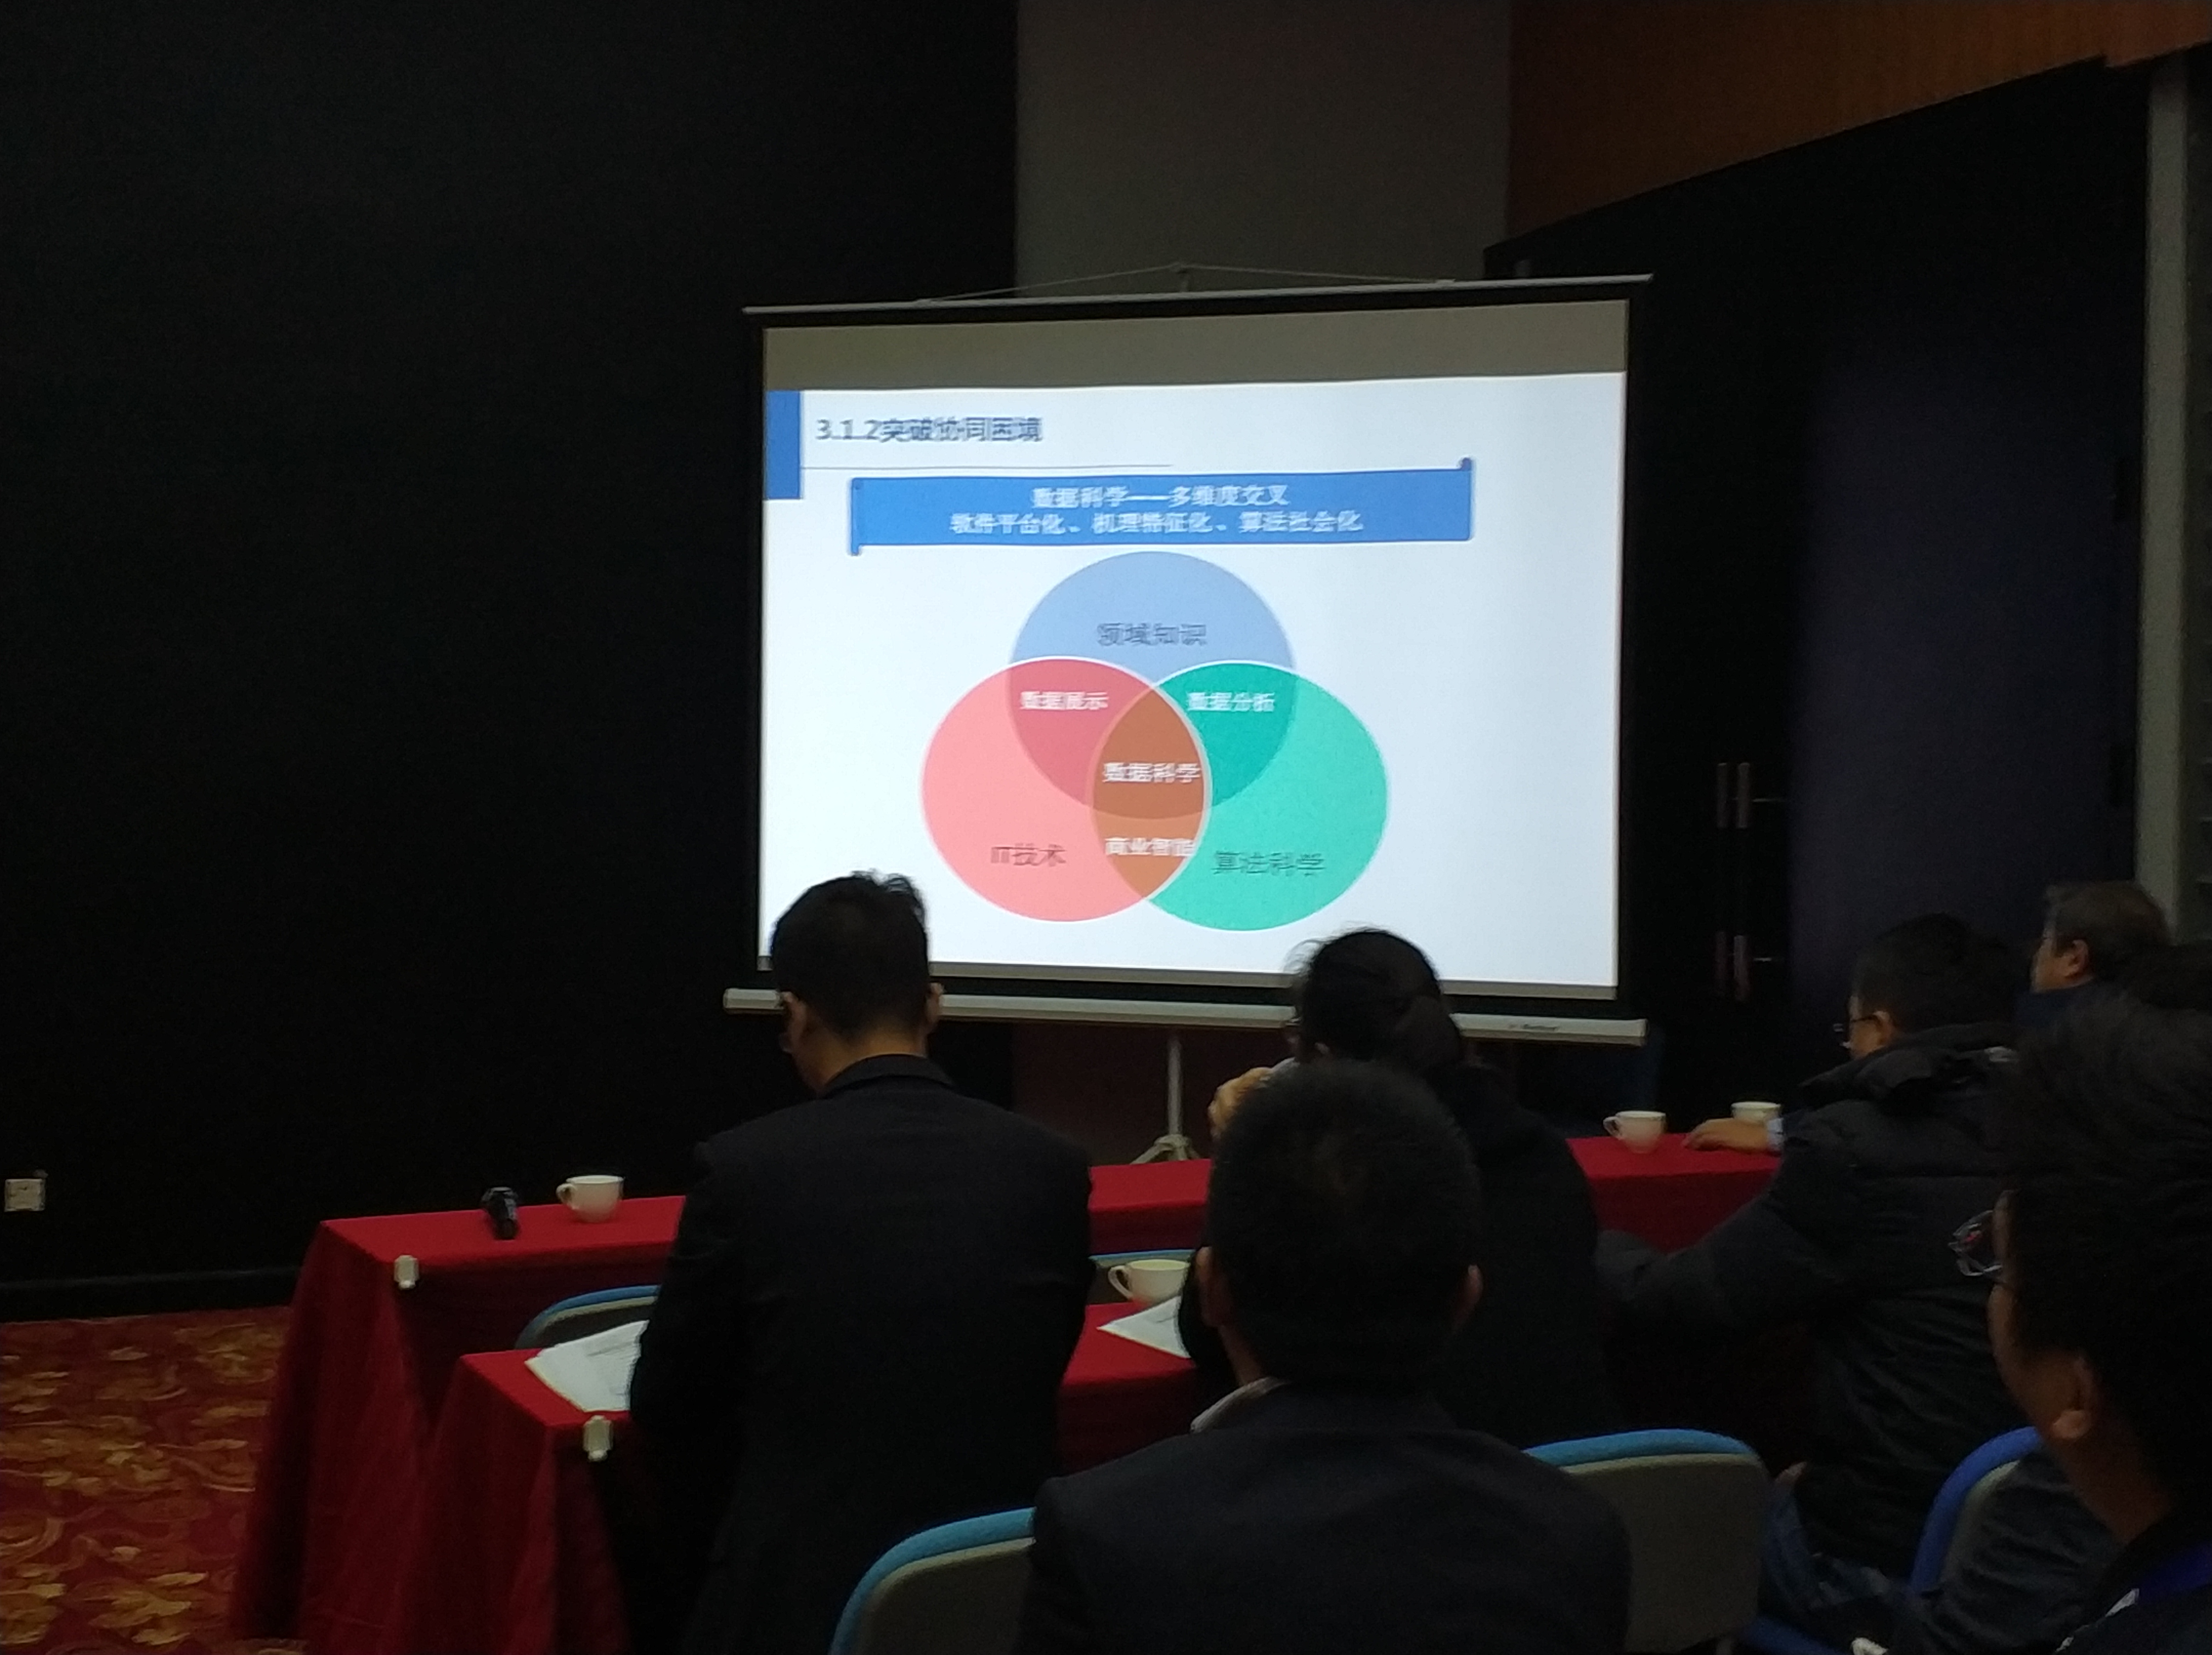 3.1.2突破协同困境
数据科学——多维度交叉
软件平台化、机理特征化、算法社会化
领域知识
数据展示
数据分析
数据科学
商业智能
IT技术
算法科学